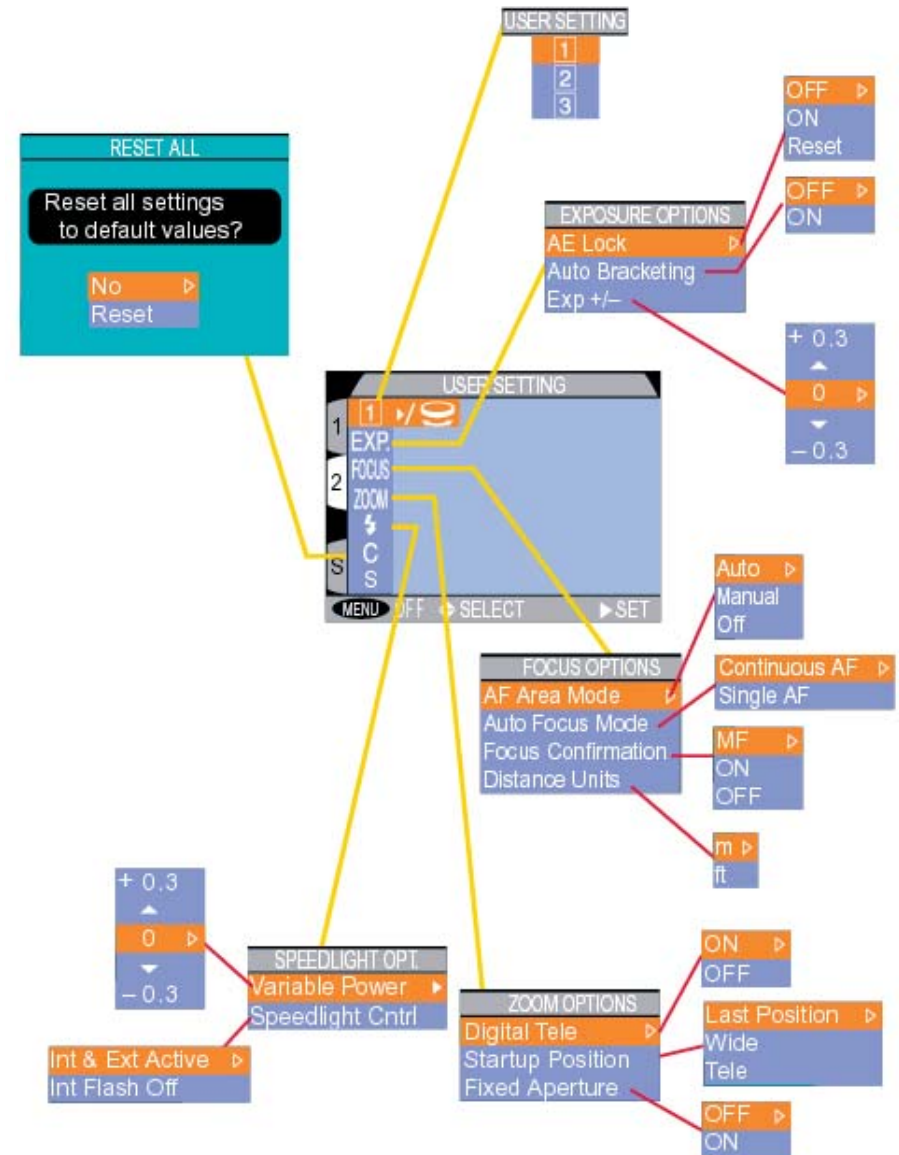 USER SETTING
1
2
3
OFF
ON
Reset
RESET ALL
Reset all settings
to default values?
No
Reset
OFF
ON
EXPOSURE OPTIONS
AE Lock
Auto Bracketing
Exp +/–
+ 0.3
0
– 0.3
USER SETTING
1
1
EXP.
2
FOCUS
ZOOM
C
S
S
MENU OFF SELECT SET
Auto
Manual
Off
FOCUS OPTIONS
AF Area Mode
Auto Focus Mode
Focus Confirmation
Distance Units
Continuous AF
Single AF
MF
ON
OFF
m
ft
+ 0.3
0
– 0.3
SPEEDLIGHT OPT.
Variable Power
Speedlight Cntrl
Int & Ext Active
Int Flash Off
ZOOM OPTIONS
Digital Tele
Startup Position
Fixed Aperture
ON
OFF
Last Position
Wide
Tele
OFF
ON